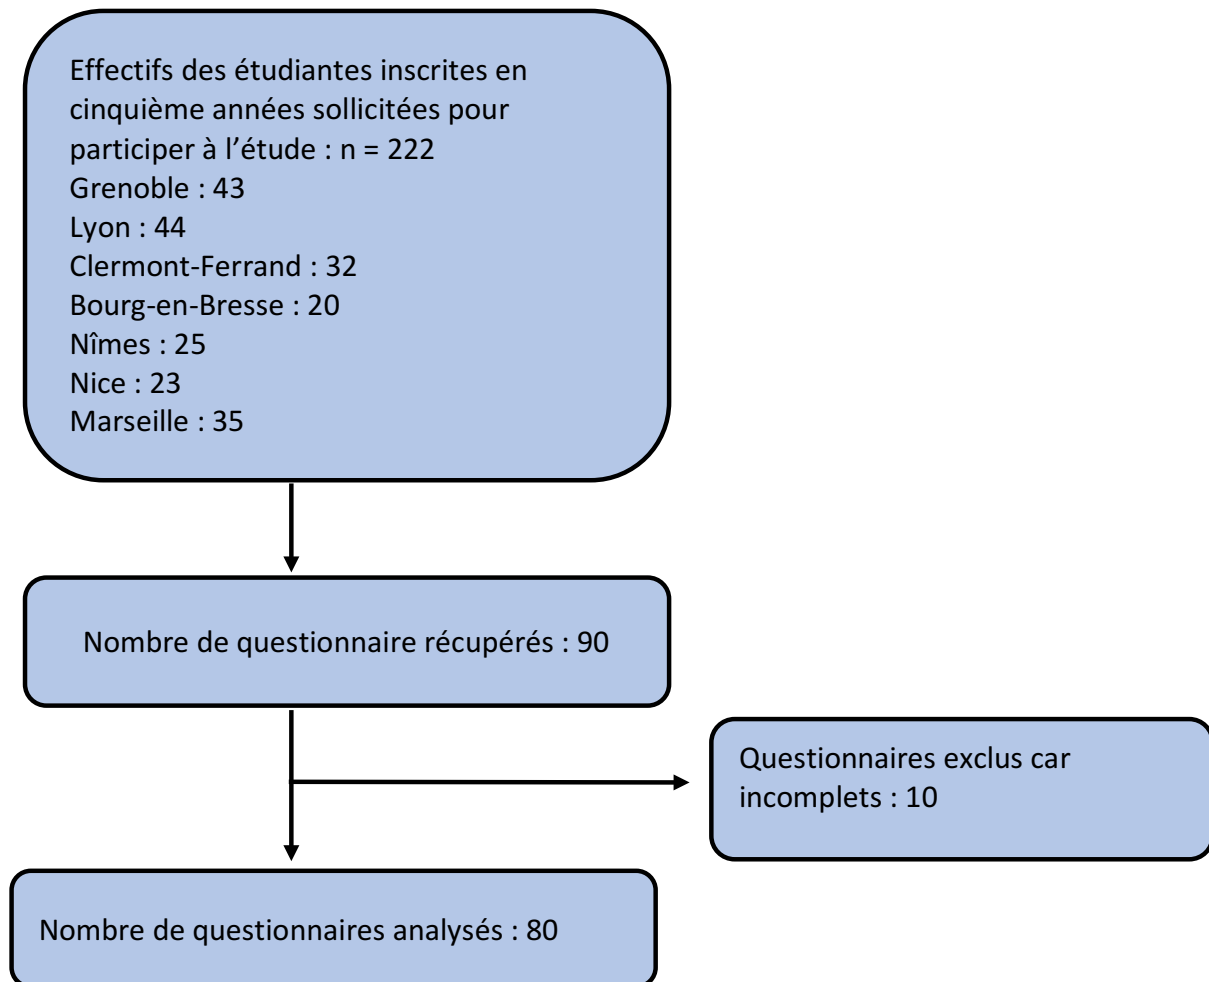 Effectifs des étudiantes inscrites en
cinquième années sollicitées pour
participer à l’étude : n = 222
Grenoble : 43
Lyon : 44
Clermont-Ferrand : 32
Bourg-en-Bresse : 20
Nîmes : 25
Nice : 23
Marseille : 35
Nombre de questionnaire récupérés : 90
Questionnaires exclus car
incomplets : 10
Nombre de questionnaires analysés : 80